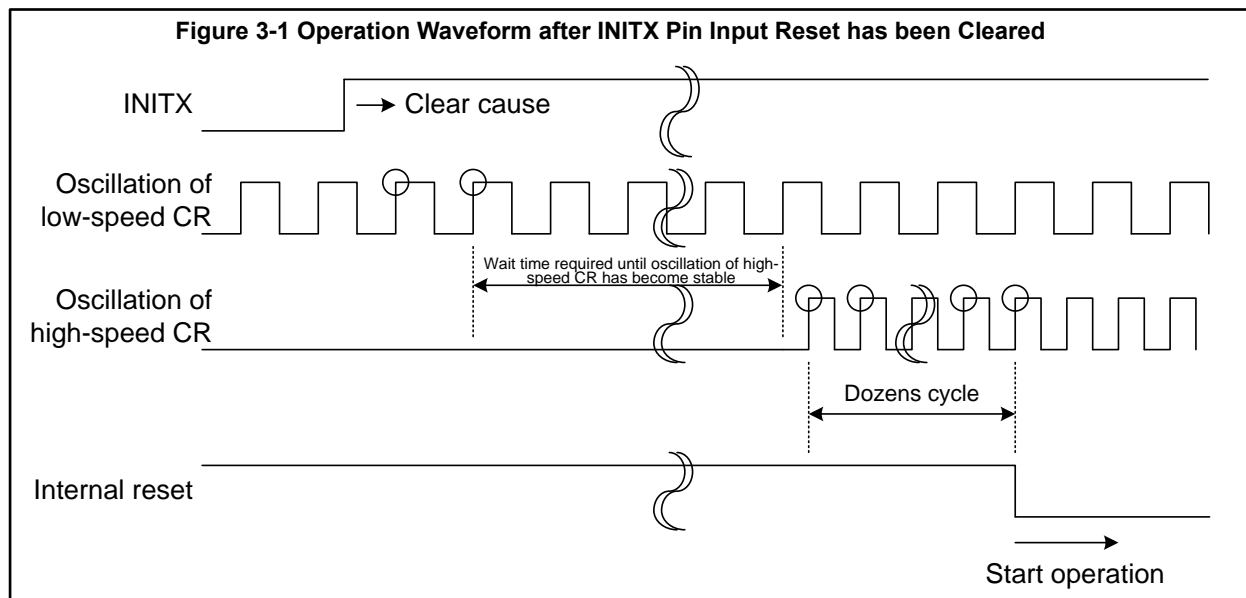 Figure 3-1 Operation Waveform after INITX Pin Input Reset has been Cleared
INITX
Clear cause
Oscillation of
low-speed CR
Wait time required until oscillation of high-
speed CR has become stable
Oscillation of
high-speed CR
Dozens cycle
Internal reset
Start operation